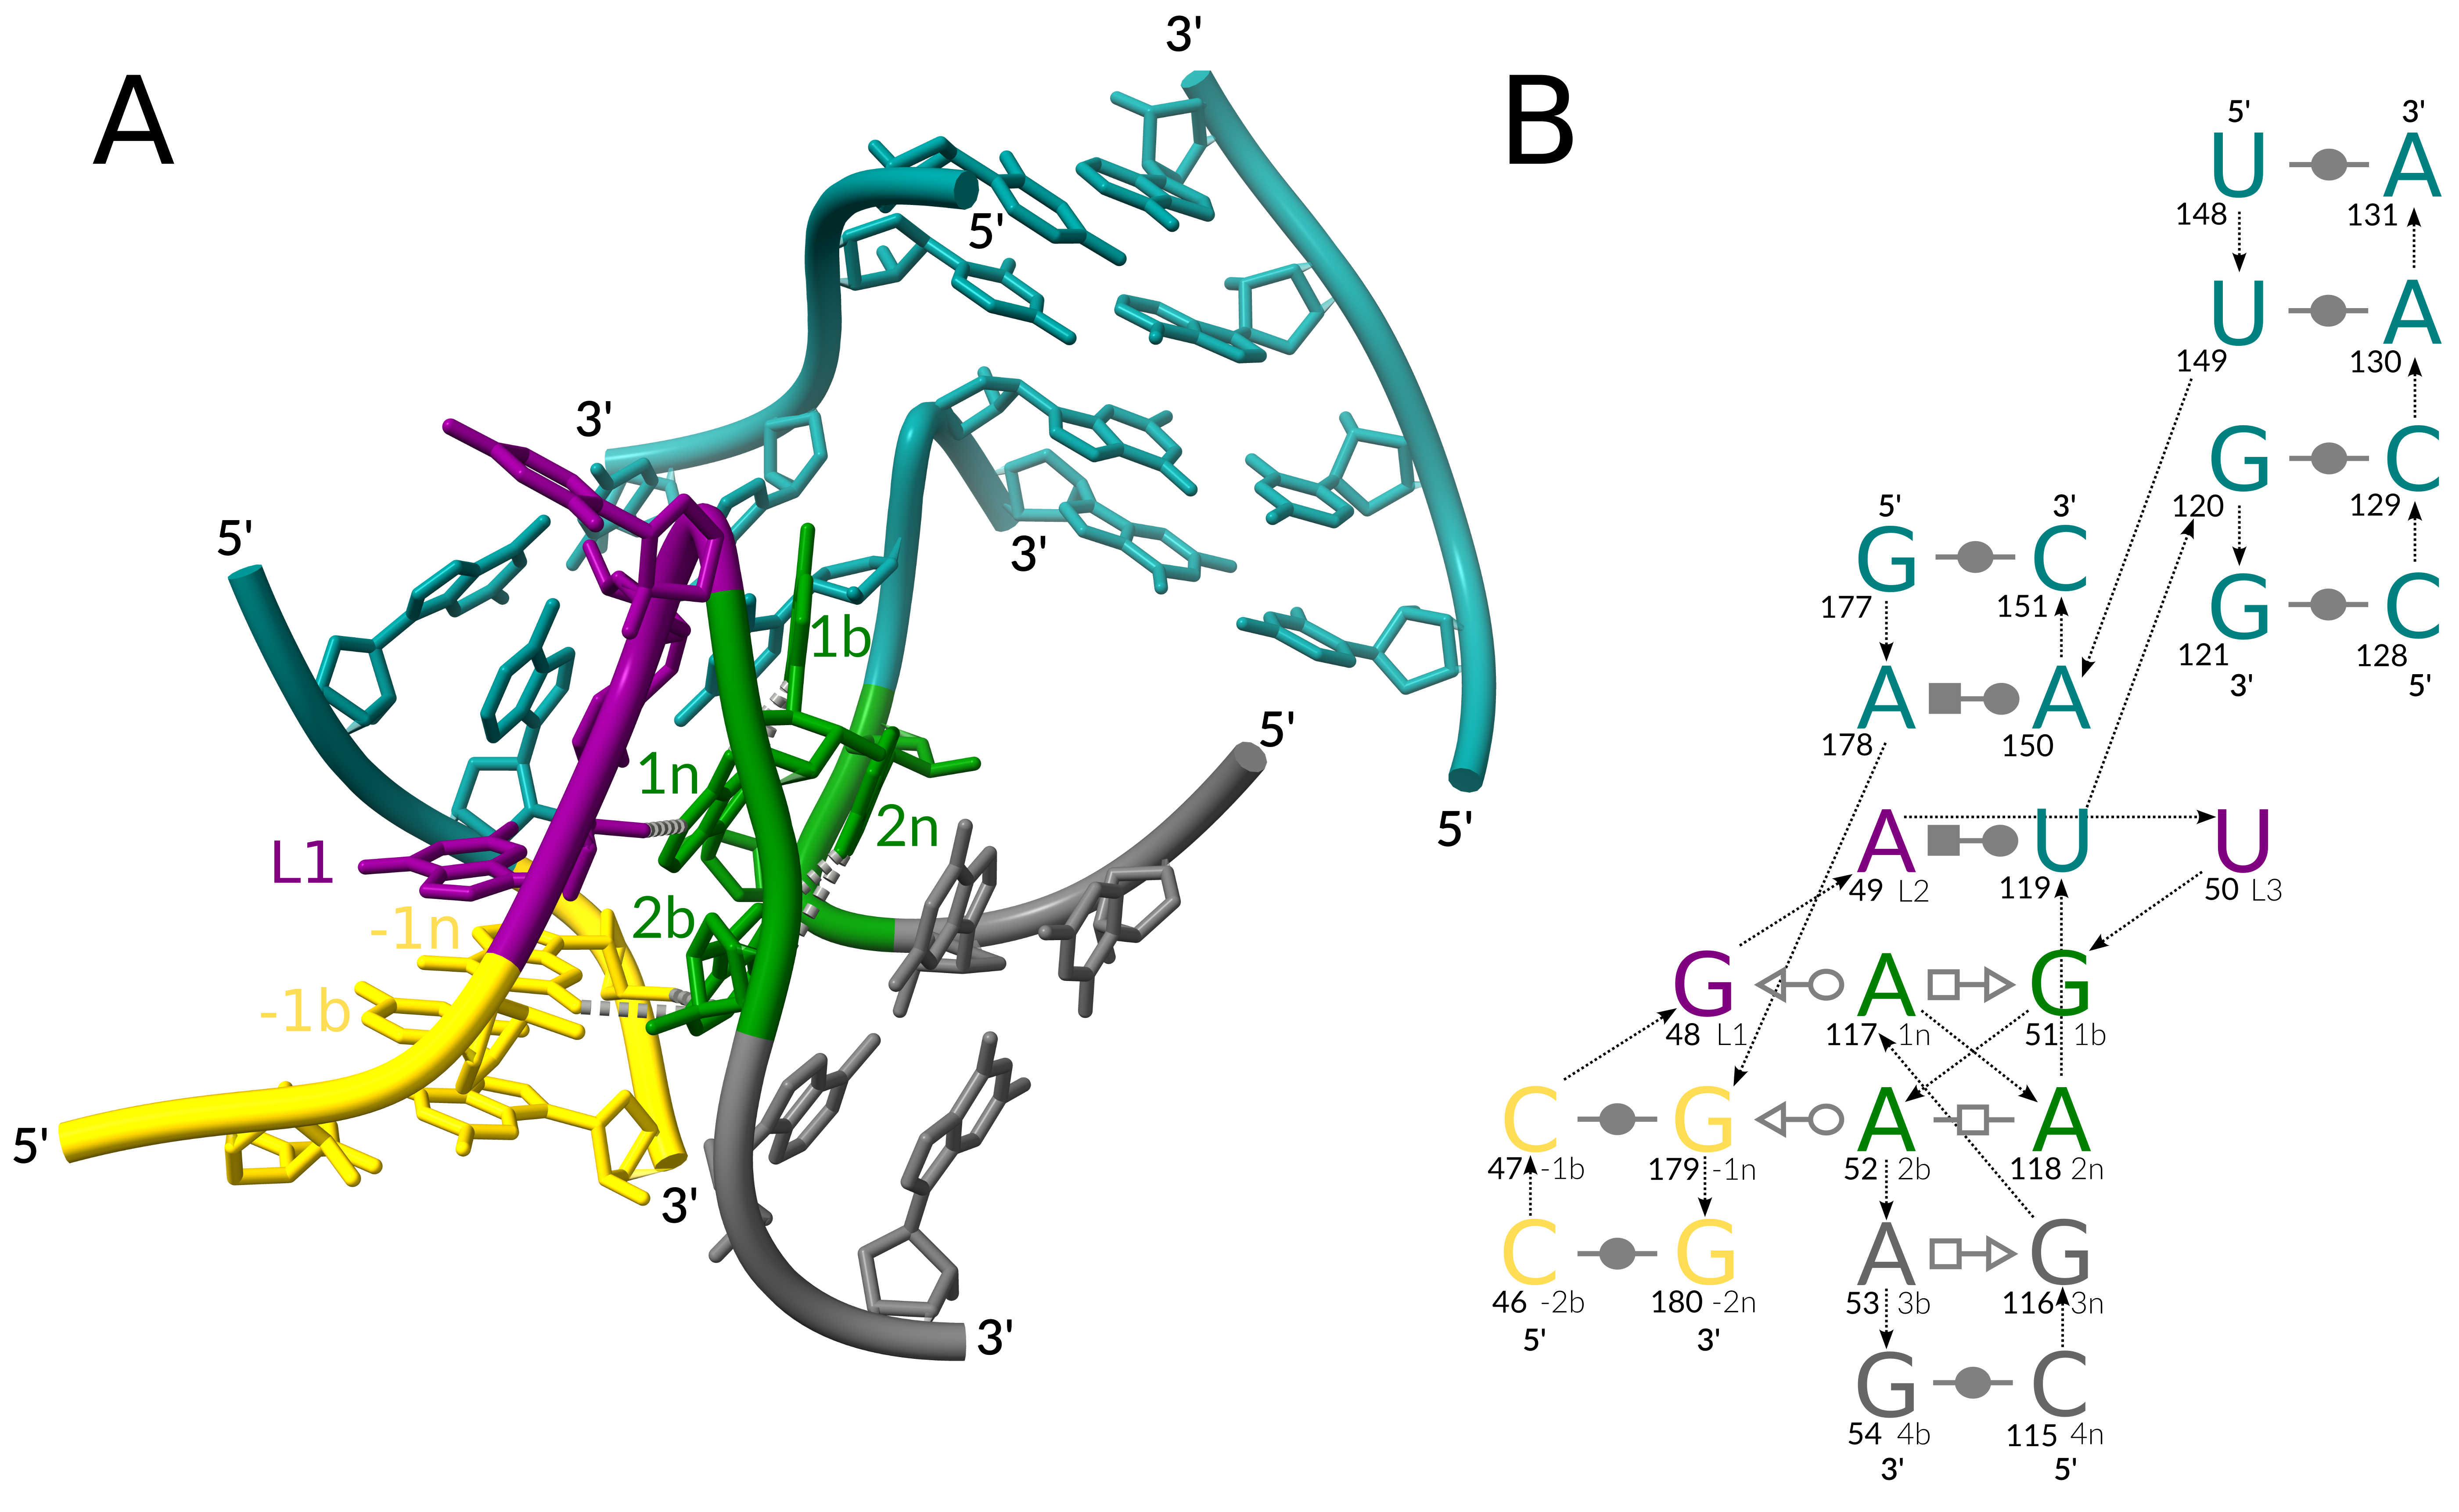 A
3'
5'
3'
5'
3'
1b
1n
2n
5'
5'
L1
-1n
2b
-1b
5'
3'
3'
B
5' 3'
U A
148 131
U A
149 130
G C
120 129
G C
121 128
3' 5'
5' 3'
G C
177 151
A A
178 150
A U U
49 L2 119 50 L3
G A G
48 L1 117 1n 51 1b
C G A A
47 -1b 179 -1n 52 2b 118 2n
C G A G
46 -2b 180 -2n 53 3b 116 3n
5' 3'
G C
54 4b 115 4n
3' 5'